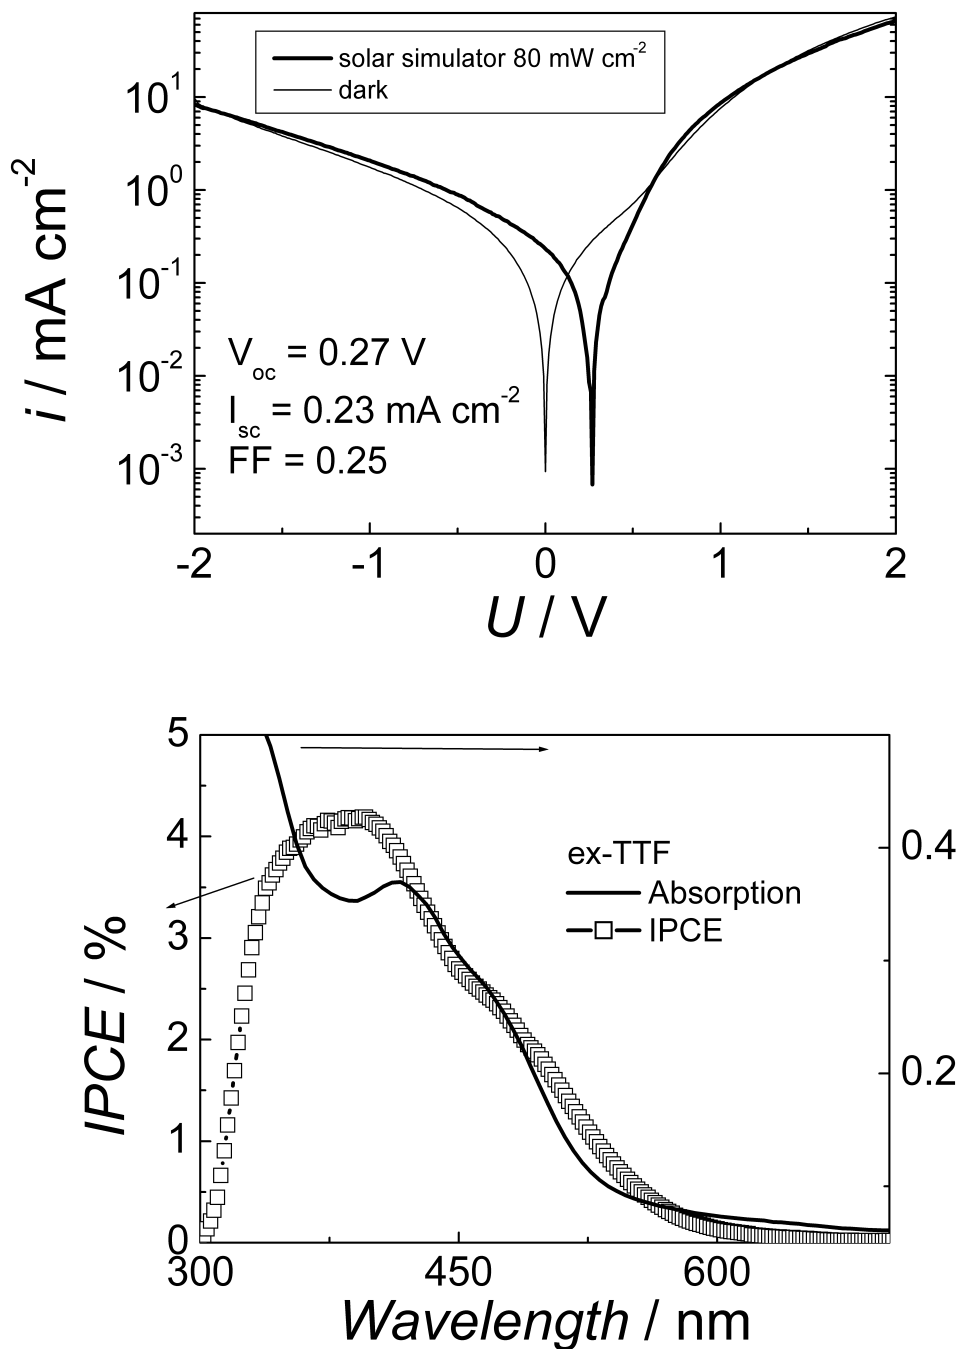 solar simulator 80 mW cm-2
dark
10^1
10^0
10^-1
10^-2
10^-3
i / mA cm-2
Voc = 0.27 V
Isc = 0.23 mA cm-2
FF = 0.25
-2 -1 0 1 2
U / V
5
4
3
2
1
0
IPCE / %
0.4
0.2
ex-TTF
Absorption
IPCE
300 450 600
Wavelength / nm